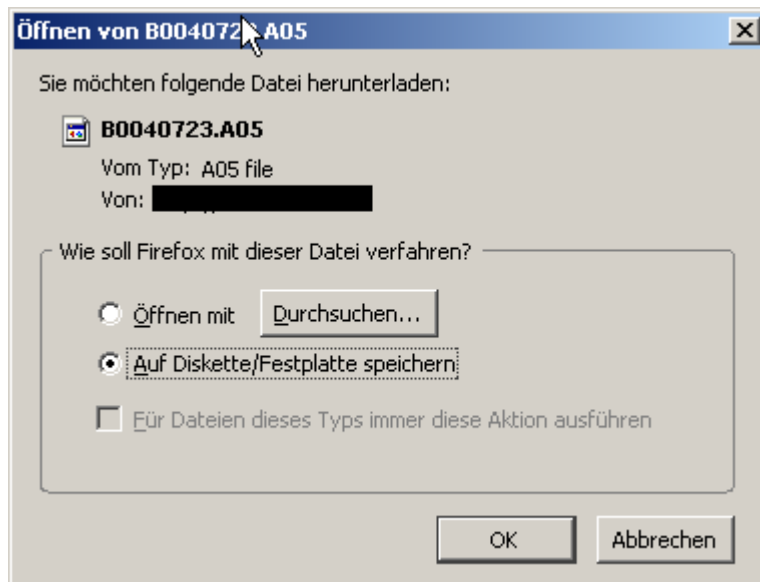 Öffnen von B0040723.A05
Sie möchten folgende Datei herunterladen:
B0040723.A05
Vom Typ: A05 file
Von:
Wie soll Firefox mit dieser Datei verfahren?
Öffnen mit Durchsuchen...
Auf Diskette/Festplatte speichern
Für Dateien dieses Typs immer diese Aktion ausführen
OK Abbrechen